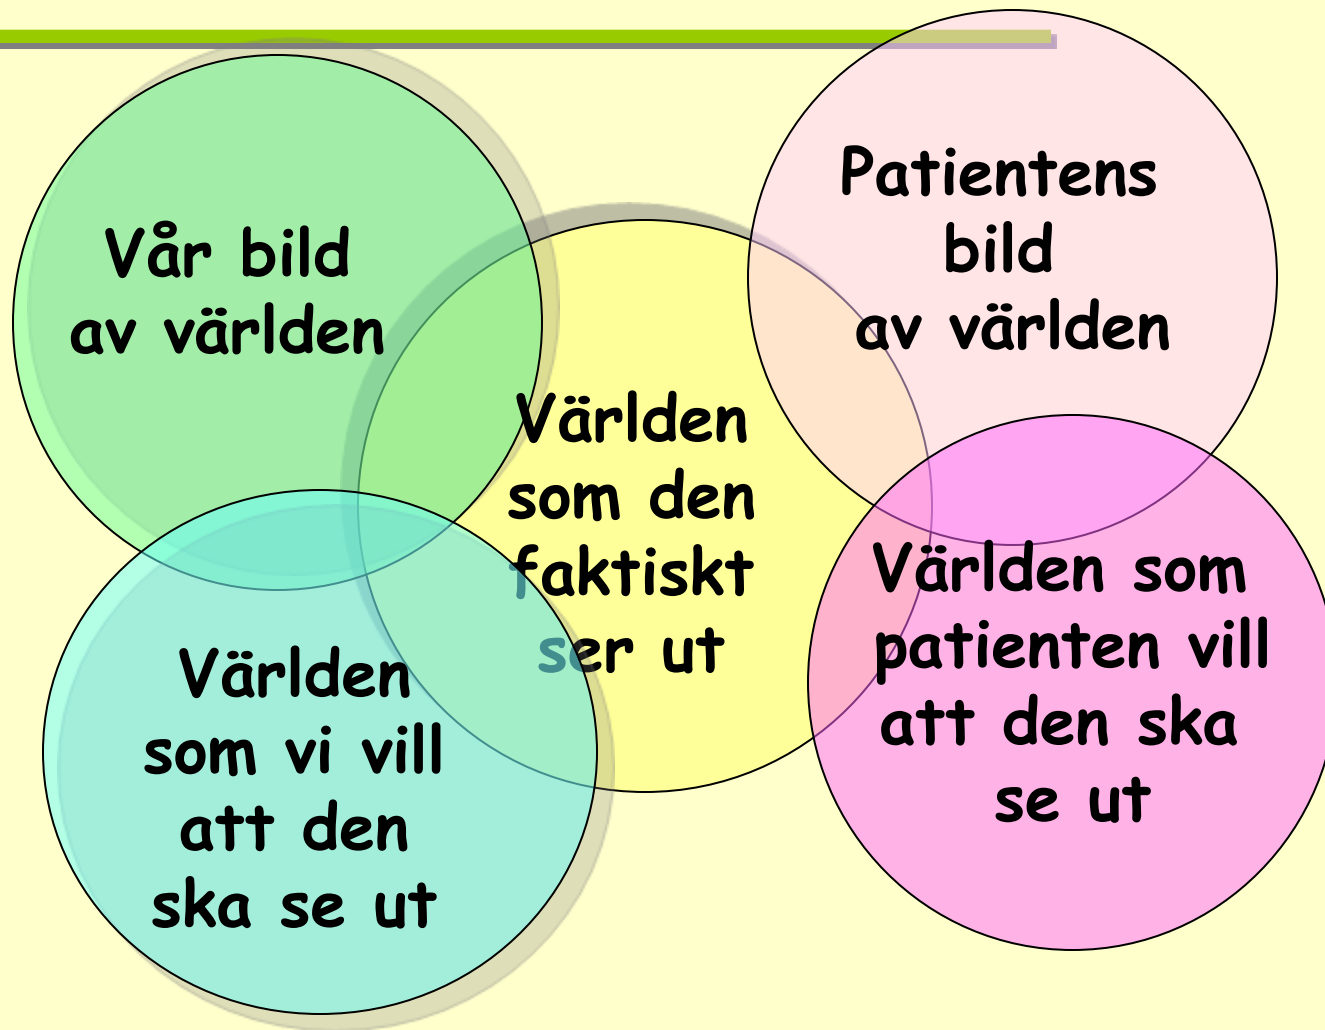 Vår bild
av världen
Patientens
bild
av världen
Världen
som den
faktiskt
ser ut
Världen
som vi vill
att den
ska se ut
Världen som
patienten vill
att den ska
se ut